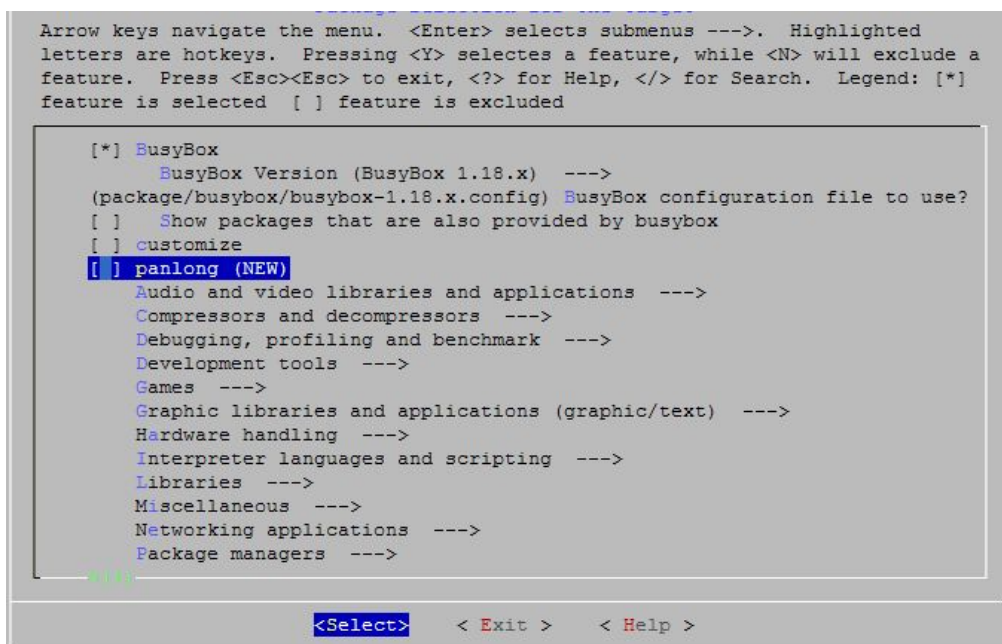 Arrow keys navigate the menu.  <Enter> selects submenus --->.  Highlighted
letters are hotkeys.  Pressing <Y> selectes a feature, while <N> will exclude a
feature.  Press <Esc><Esc> to exit, <?> for Help, </> for Search.  Legend: [*]
feature is selected  [ ] feature is excluded
[*] BusyBox
BusyBox Version (BusyBox 1.18.x)  --->
(package/busybox/busybox-1.18.x.config) BusyBox configuration file to use?
[ ]   Show packages that are also provided by busybox
[ ] customize
[ ] panlong (NEW)
Audio and video libraries and applications  --->
Compressors and decompressors  --->
Debugging, profiling and benchmark  --->
Development tools  --->
Games  --->
Graphic libraries and applications (graphic/text)  --->
Hardware handling  --->
Interpreter languages and scripting  --->
Libraries  --->
Miscellaneous  --->
Networking applications  --->
Package managers  --->
<Select>    < Exit >    < Help >